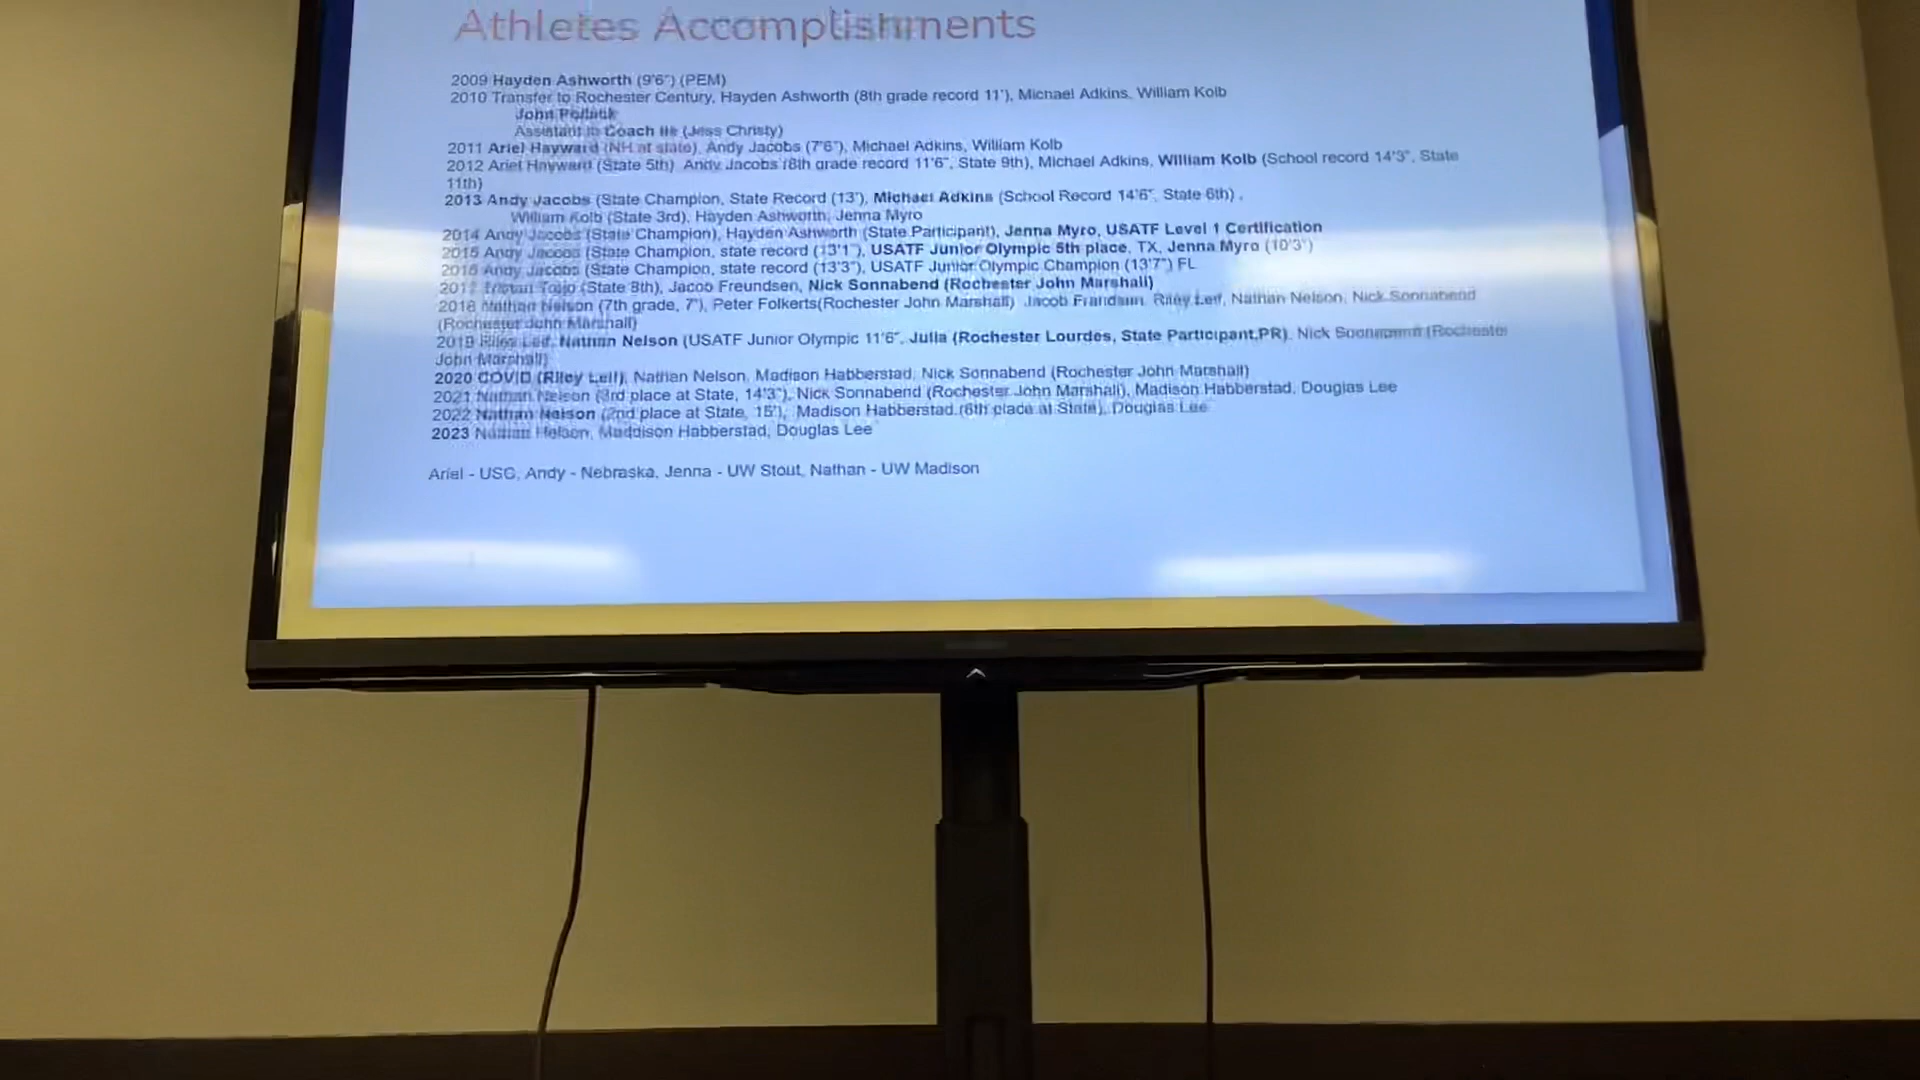 Athletes Accomplishments
2009 Hayden Ashworth (9'6") (PEM)
2010 Transfer to Rochester Century, Hayden Ashworth (8th grade record 11'), Michael Adkins, William Kolb
John Pollack
Assistant to Coach (Jess Christy)
2011 Ariel Hayward (NH at state), Andy Jacobs (7'6"), Michael Adkins, William Kolb
2012 Ariel Hayward (State 5th) Andy Jacobs (8th grade record 11'6", State 9th), Michael Adkins, William Kolb (School record 14'3", State
11th)
2013 Andy Jacobs (State Champion, State Record (13'), Michael Adkins (School Record 14'6", State 6th) ,
William Kolb (State 3rd), Hayden Ashworth, Jenna Myro
2014 Andy Jacobs (State Champion), Hayden Ashworth (State Participant), Jenna Myro, USATF Level 1 Certification
2015 Andy Jacobs (State Champion, state record (13'1"), USATF Junior Olympic 5th place, TX, Jenna Myro (10'3")
2016 Andy Jacobs (State Champion, state record (13'3"), USATF Junior Olympic Champion (13'7") FL
2017 Tristan (State 8th), Jacob Freundsen, Nick Sonnabend (Rochester John Marshall)
2018 Nathan Nelson (7th grade, 7'), Peter Folkerts(Rochester John Marshall) Jacob Frandsen, Riley Leif, Nathan Nelson, Nick Sonnabend
(Rochester John Marshall)
2019 Riley Leif, Nathan Nelson (USATF Junior Olympic 11'6", Julia (Rochester Lourdes, State Participant,PR), Nick Sonnabend (Rochester
John Marshall)
2020 COVID (Riley Leif), Nathan Nelson, Madison Habberstad, Nick Sonnabend (Rochester John Marshall)
2021 Nathan Nelson (3rd place at State, 14'3"), Nick Sonnabend (Rochester John Marshall), Madison Habberstad, Douglas Lee
2022 Nathan Nelson (2nd place at State, 15'), Madison Habberstad (6th place at State), Douglas Lee
2023 Nathan Nelson, Maddison Habberstad, Douglas Lee
Ariel - USC, Andy - Nebraska, Jenna - UW Stout, Nathan - UW Madison